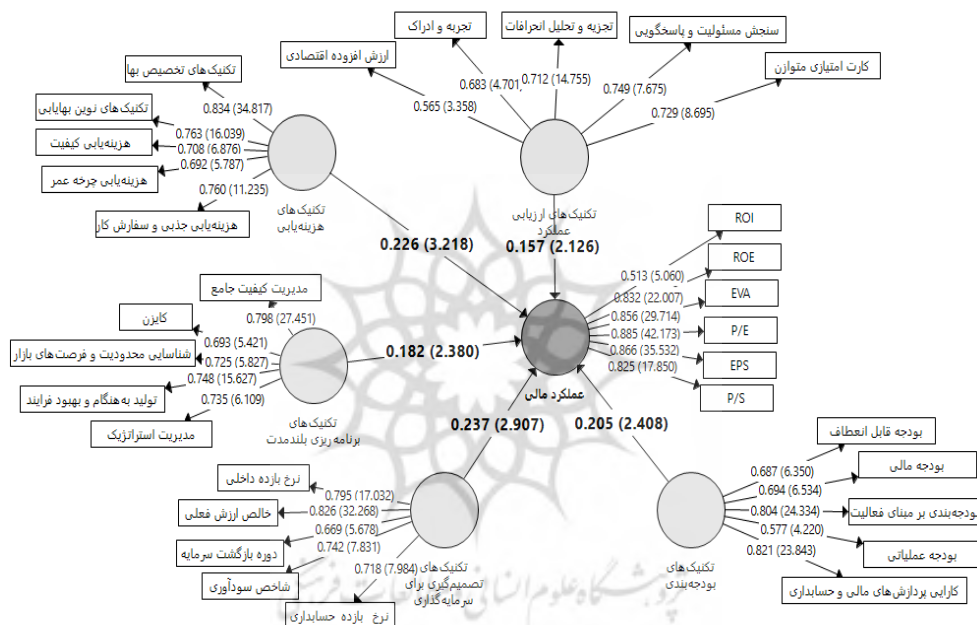 تجربه و ادراک
تجزیه و تحلیل انحرافات
سنجش مسئولیت و پاسخگویی
ارزش افزوده اقتصادی
کارت امتیازی متوازن
0.565 (3.358)
0.683 (4.701)
0.712 (14.755)
0.749 (7.675)
0.729 (8.695)
تکنیک‌های ارزیابی
عملکرد
0.157 (2.126)
تکنیک‌های تخصیص بها
تکنیک‌های نوین بهایابی
هزینه‌یابی کیفیت
هزینه‌یابی چرخه عمر
هزینه‌یابی جذبی و سفارش کار
0.834 (34.817)
0.763 (16.039)
0.708 (6.876)
0.692 (5.787)
0.760 (11.235)
تکنیک‌های
هزینه‌یابی
0.226 (3.218)
ROI
ROE
EVA
P/E
EPS
P/S
0.513 (5.060)
0.832 (22.007)
0.856 (29.714)
0.885 (42.173)
0.866 (35.532)
0.825 (17.850)
عملکرد مالی
مدیریت کیفیت جامع
کایزن
شناسایی محدودیت و فرصت‌های بازار
تولید به‌هنگام و بهبود فرایند
مدیریت استراتژیک
0.798 (27.451)
0.693 (5.421)
0.725 (5.827)
0.748 (15.627)
0.735 (6.109)
تکنیک‌های
برنامه ریزی بلندمدت
0.182 (2.380)
0.237 (2.907)
0.205 (2.408)
نرخ بازده داخلی
خالص ارزش فعلی
دوره بازگشت سرمایه
شاخص سودآوری
نرخ بازده حسابداری
0.795 (17.032)
0.826 (32.268)
0.669 (5.678)
0.742 (7.831)
0.718 (7.984)
تکنیک‌های
تصمیم‌گیری برای
سرمایه‌گذاری
بودجه قابل انعطاف
بودجه مالی
بودجه‌بندی بر مبنای فعالیت
بودجه عملیاتی
کارایی پردازش‌های مالی و حسابداری
0.687 (6.350)
0.694 (6.534)
0.804 (24.334)
0.577 (4.220)
0.821 (23.843)
تکنیک‌های
بودجه‌بندی
پژوهشگاه علوم انسانی و مطالعات فرهنگی